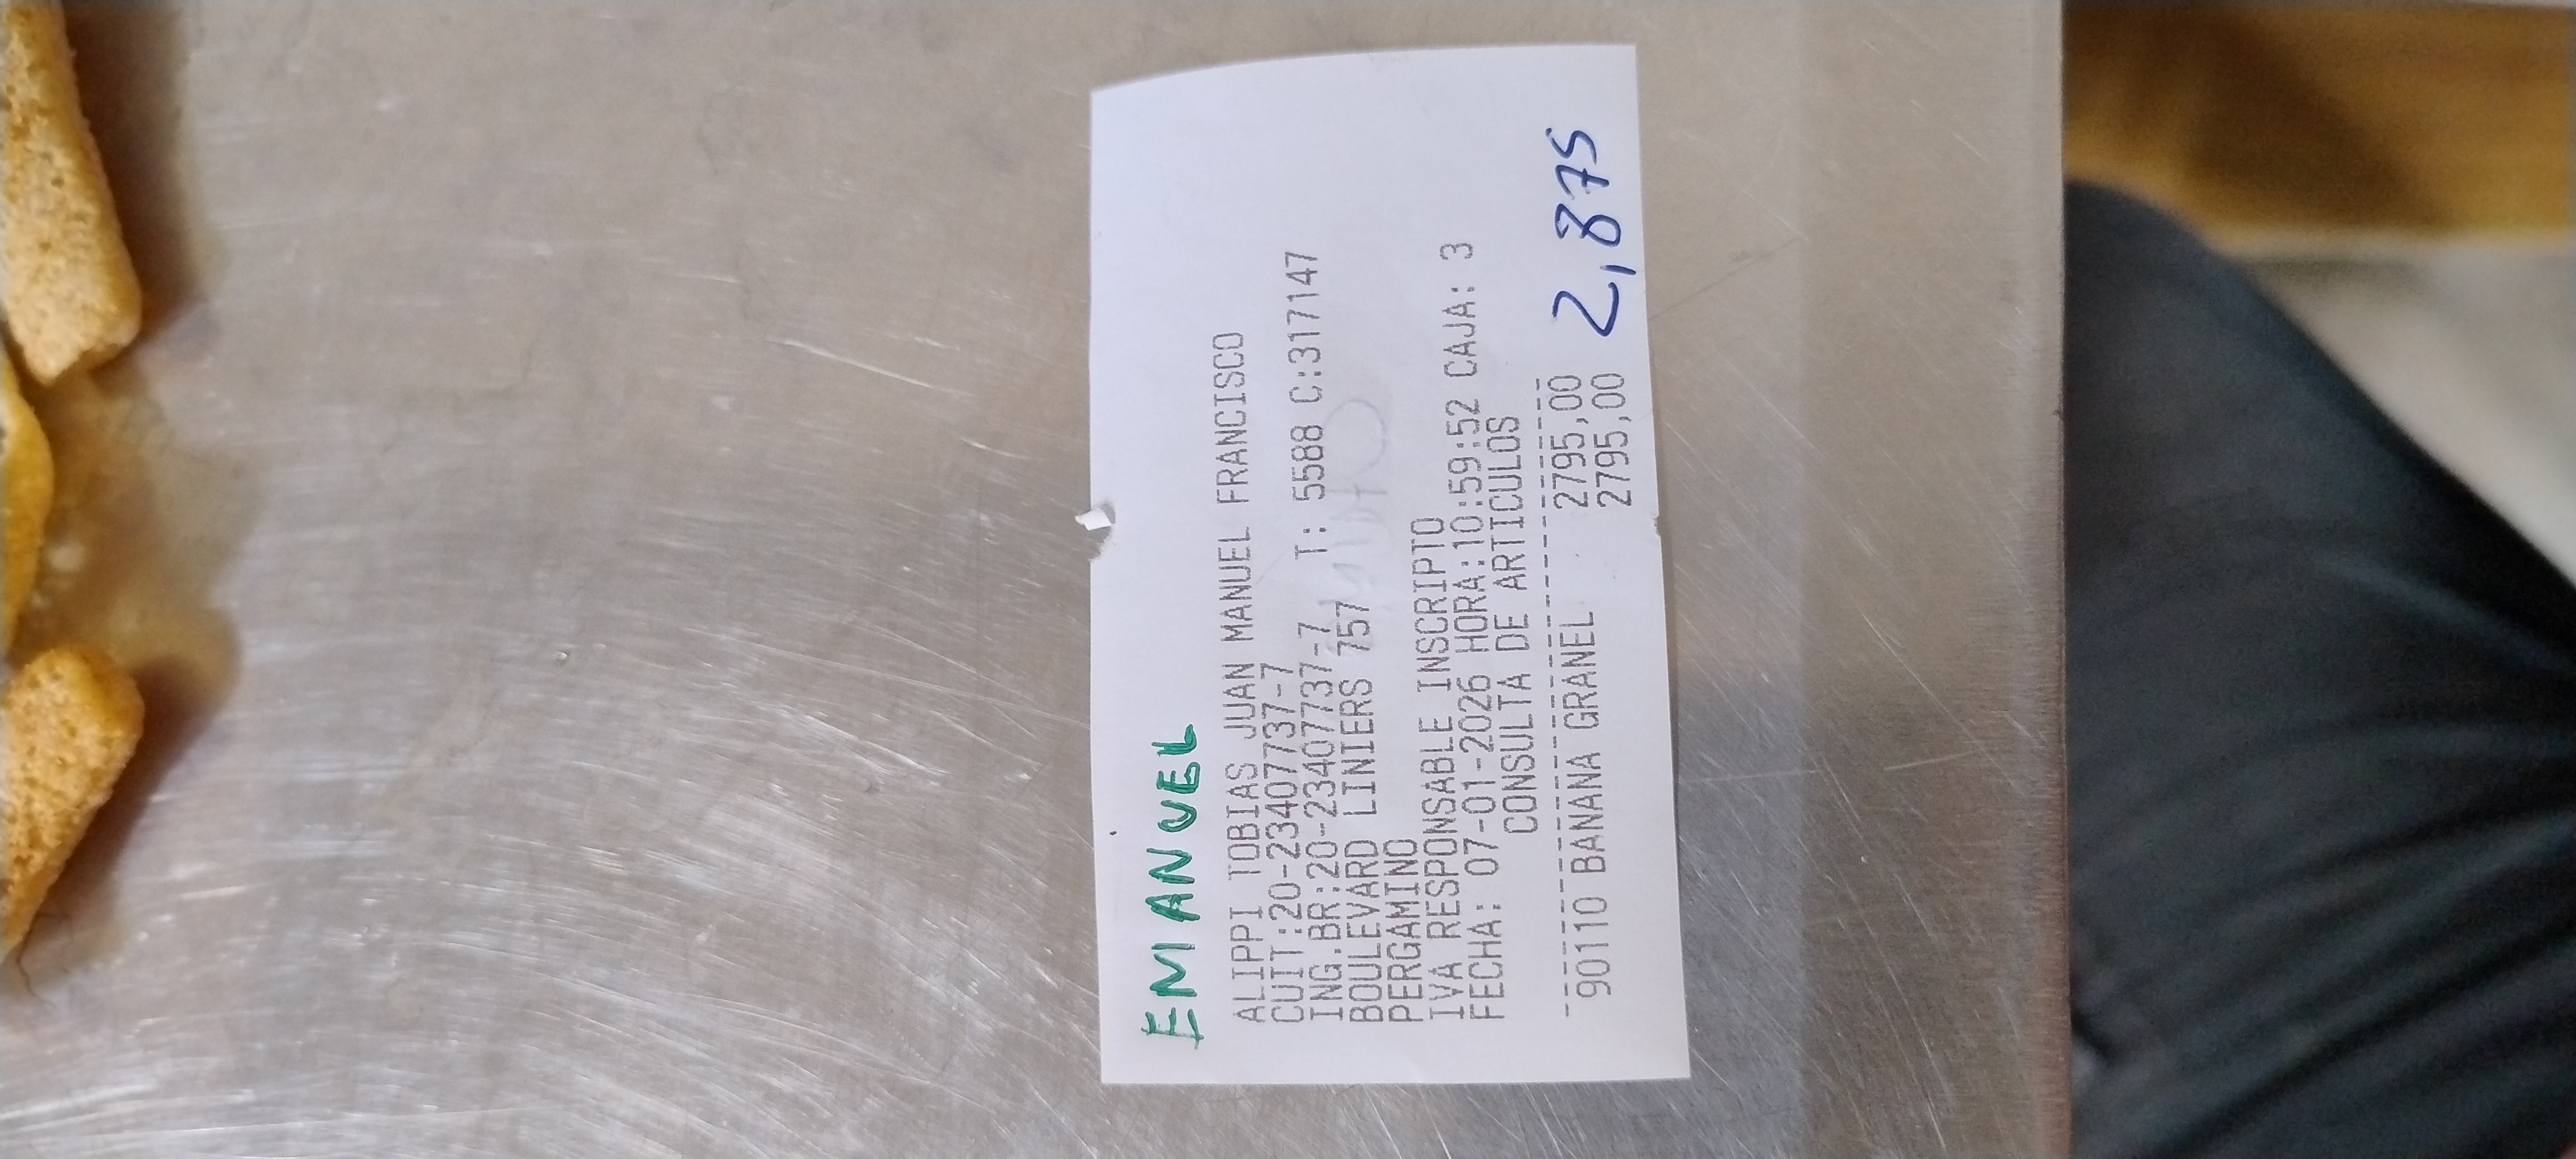 EMANUEL
ALIPPI TOBIAS JUAN MANUEL FRANCISCO
CUIT:20-23407737-7
ING.BR:20-23407737-7 T: 5588 C:317147
BOULEVARD LINIERS 757
PERGAMINO
IVA RESPONSABLE INSCRIPTO
FECHA: 07-01-2026 HORA:10:59:52 CAJA: 3
CONSULTA DE ARTICULOS
90110 BANANA GRANEL 2795,00
2795,00 2,875